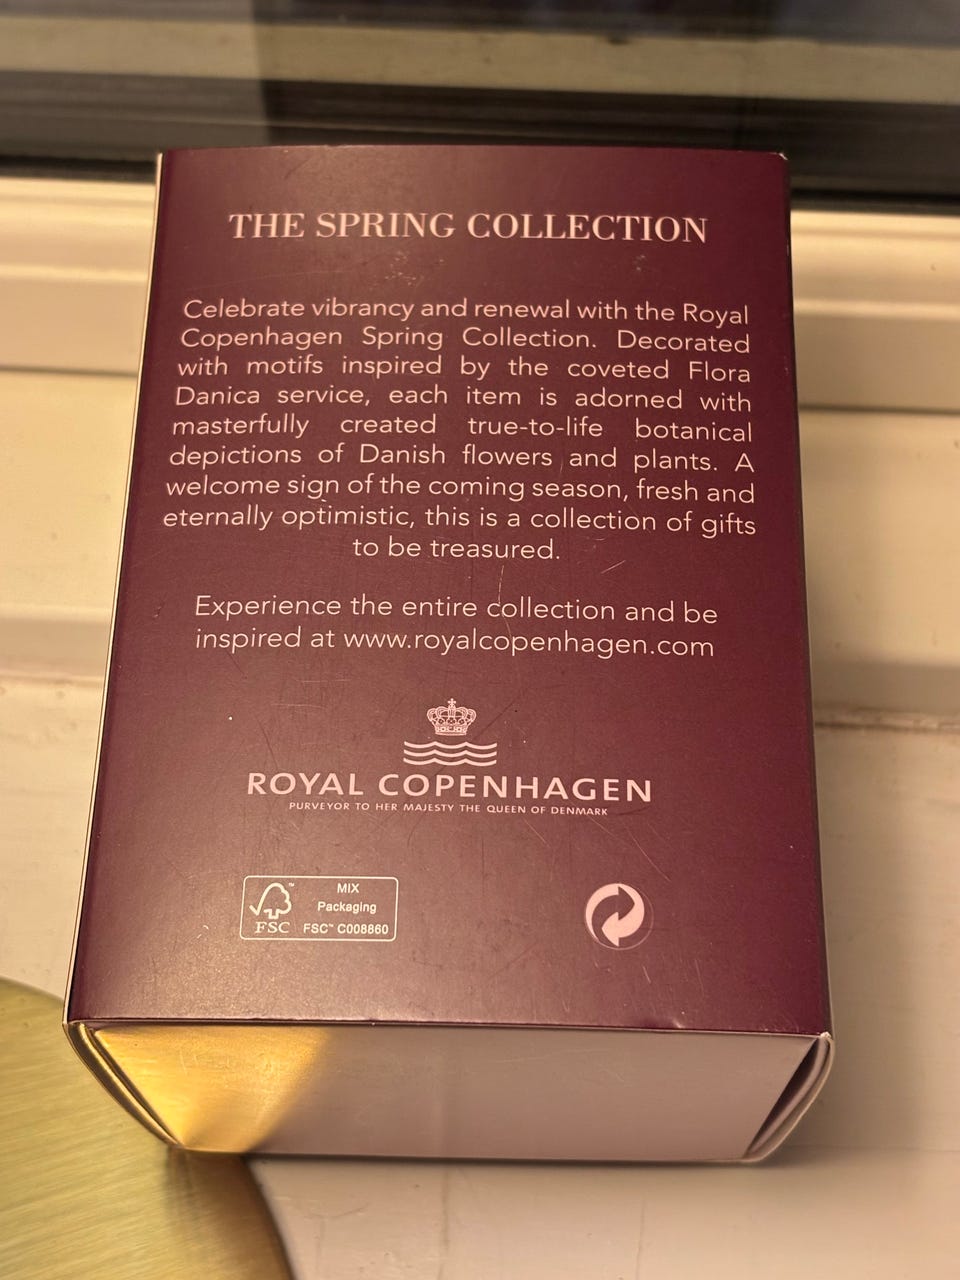 THE SPRING COLLECTION
Celebrate vibrancy and renewal with the Royal
Copenhagen Spring Collection. Decorated
with motifs inspired by the coveted Flora
Danica service, each item is adorned with
masterfully created true-to-life botanical
depictions of Danish flowers and plants. A
welcome sign of the coming season, fresh and
eternally optimistic, this is a collection of gifts
to be treasured.
Experience the entire collection and be
inspired at www.royalcopenhagen.com
ROYAL COPENHAGEN
PURVEYOR TO HER MAJESTY THE QUEEN OF DENMARK
MIX
Packaging
FSC™ C008860
FSC